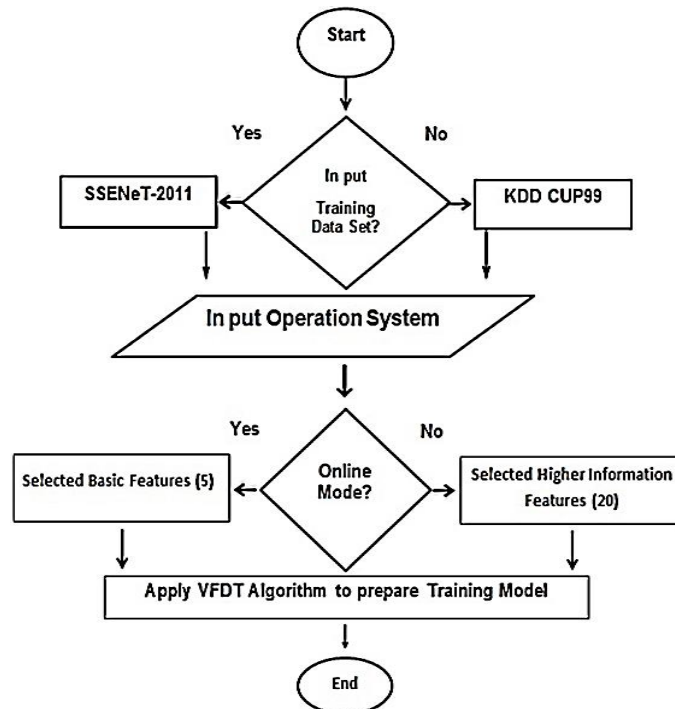 Start
Yes
No
In put
Training
Data Set?
SSENeT-2011
KDD CUP99
In put Operation System
Yes
No
Online
Mode?
Selected Basic Features (5)
Selected Higher Information
Features (20)
Apply VFDT Algorithm to prepare Training Model
End